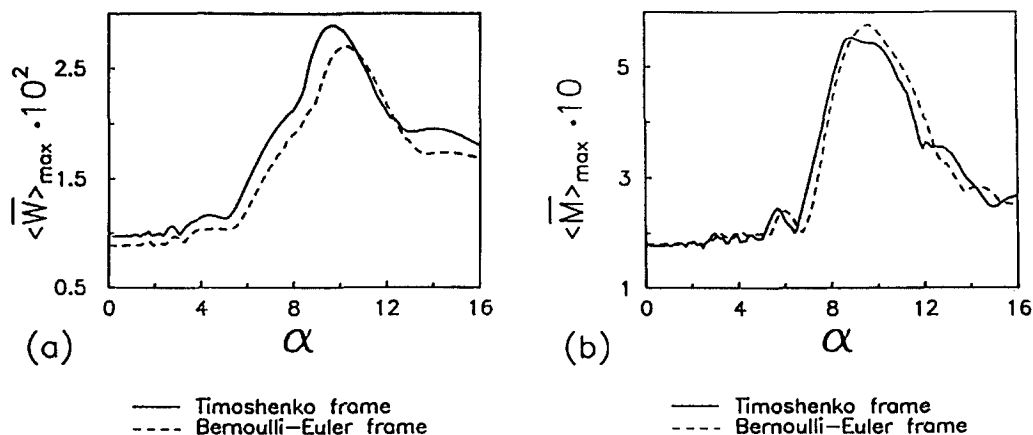 <W̅>max · 10²
2.5
1.5
0.5
0 4 8 12 16
α
(a)
Timoshenko frame
Bernoulli-Euler frame
<M̅>max · 10
5
3
1
0 4 8 12 16
α
(b)
Timoshenko frame
Bernoulli-Euler frame